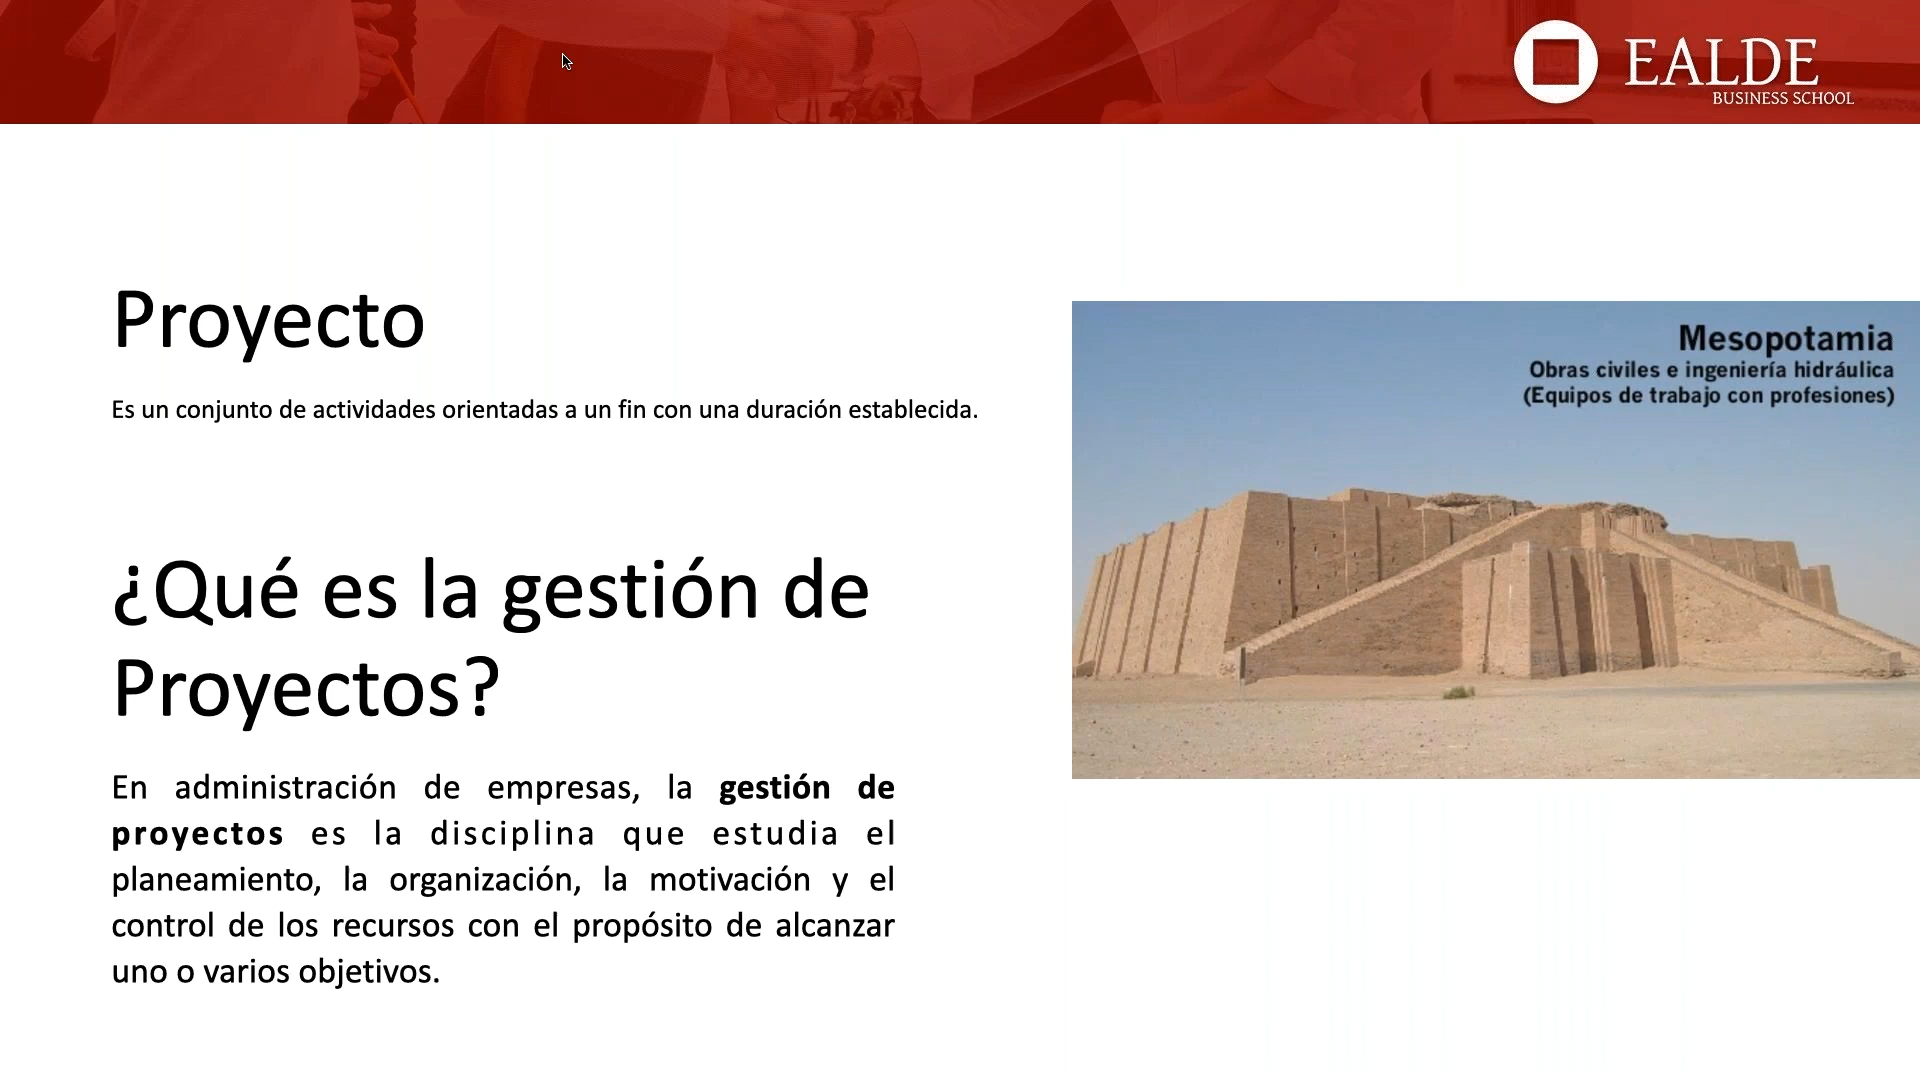 EALDE
BUSINESS SCHOOL
Proyecto
Es un conjunto de actividades orientadas a un fin con una duración establecida.
¿Qué es la gestión de
Proyectos?
En administración de empresas, la gestión de
proyectos es la disciplina que estudia el
planeamiento, la organización, la motivación y el
control de los recursos con el propósito de alcanzar
uno o varios objetivos.
Mesopotamia
Obras civiles e ingeniería hidráulica
(Equipos de trabajo con profesiones)